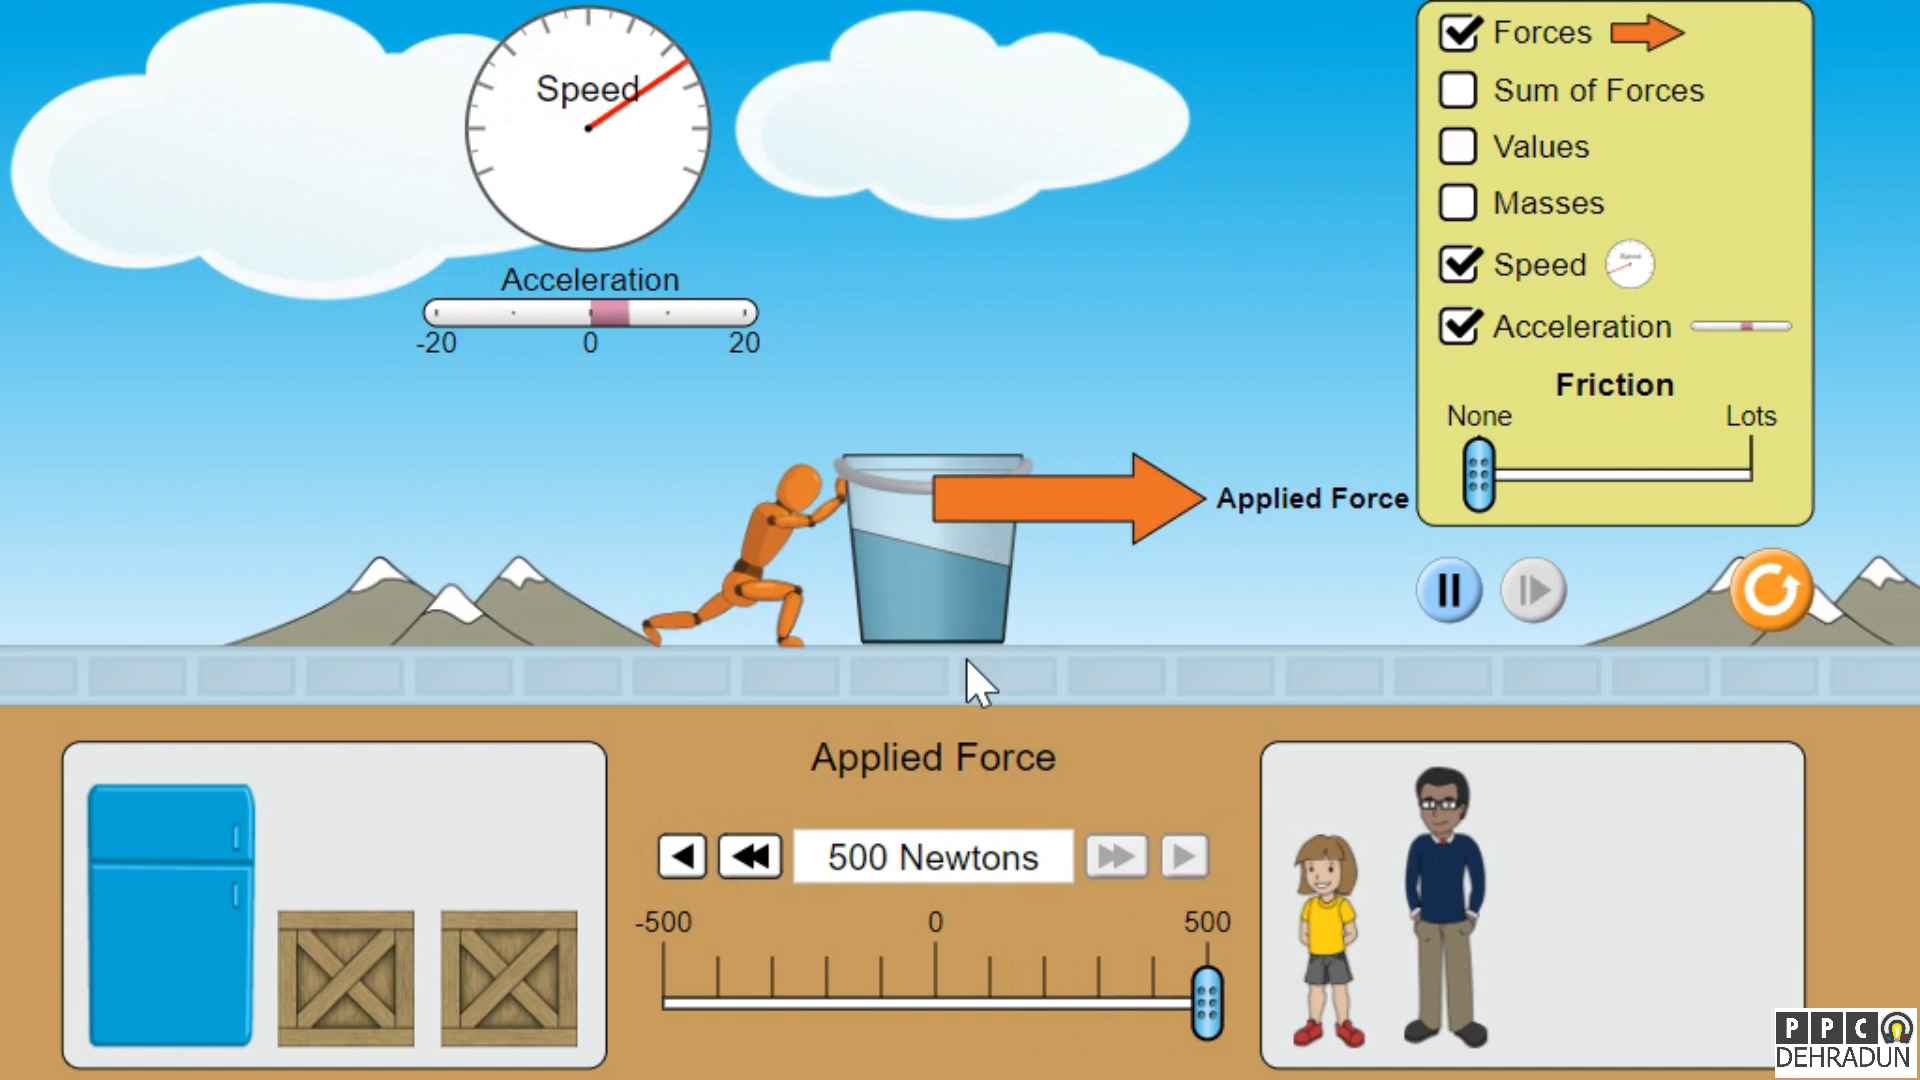 Speed
Acceleration
-20 0 20
Forces
Sum of Forces
Values
Masses
Speed
Speed
Acceleration
Friction
None Lots
Applied Force
Applied Force
500 Newtons
-500 0 500
PPC
DEHRADUN